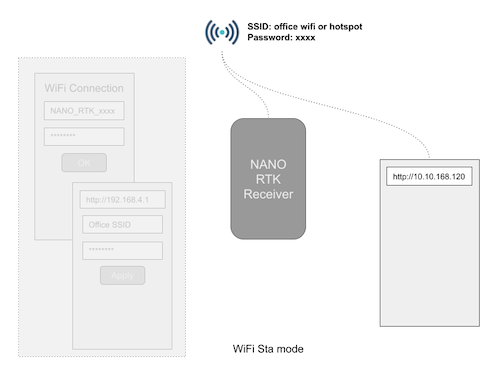 SSID: office wifi or hotspot
Password: xxxx
WiFi Connection
NANO_RTK_xxxx
********
OK
http://192.168.4.1
Office SSID
********
Apply
NANO
RTK
Receiver
http://10.10.168.120
WiFi Sta mode